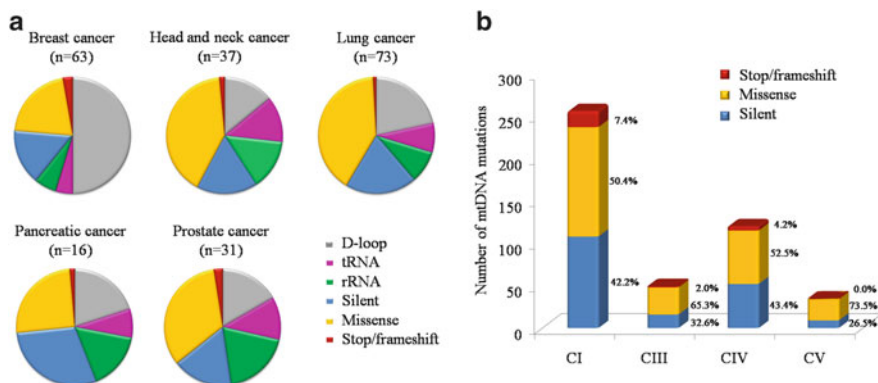 a
Breast cancer
(n=63)
Head and neck cancer
(n=37)
Lung cancer
(n=73)
Pancreatic cancer
(n=16)
Prostate cancer
(n=31)
D-loop
tRNA
rRNA
Silent
Missense
Stop/frameshift
b
Number of mtDNA mutations
300
250
200
150
100
50
0
Stop/frameshift
Missense
Silent
7.4%
50.4%
42.2%
2.0%
65.3%
32.6%
4.2%
52.5%
43.4%
0.0%
73.5%
26.5%
CI
CIII
CIV
CV